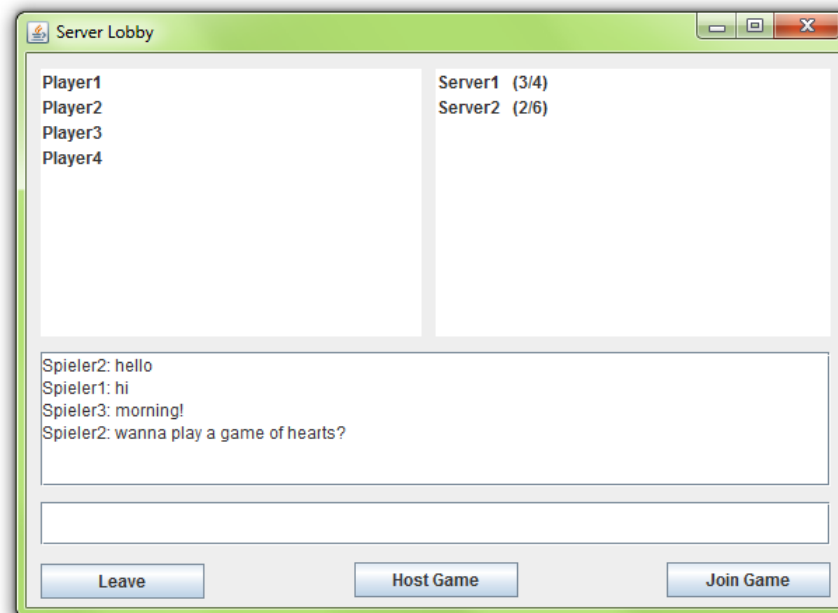 Server Lobby
Player1
Player2
Player3
Player4
Server1 (3/4)
Server2 (2/6)
Spieler2: hello
Spieler1: hi
Spieler3: morning!
Spieler2: wanna play a game of hearts?
Leave
Host Game
Join Game